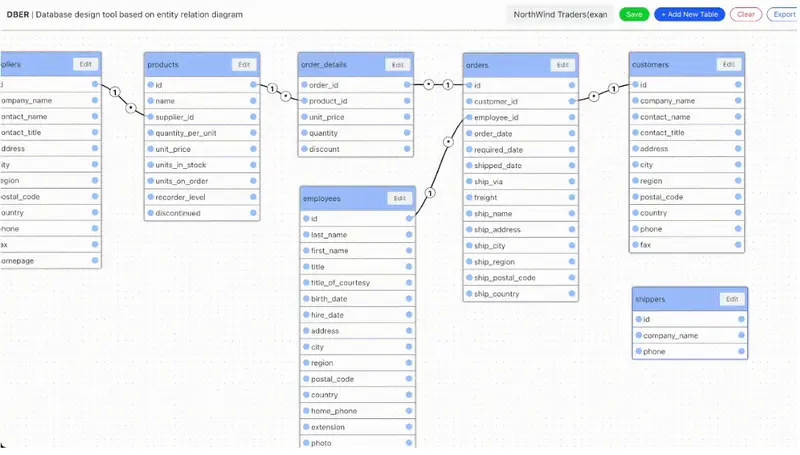 DBER | Database design tool based on entity relation diagram
NorthWind Traders(exan
Save
+ Add New Table
Clear
Export
pliers
Edit
d
ompany_name
ontact_name
ontact_title
ddress
ity
egion
ostal_code
ountry
hone
ax
omepage
1
*
products
Edit
id
name
supplier_id
quantity_per_unit
unit_price
units_in_stock
units_on_order
recorder_level
discontinued
1
*
order_details
Edit
order_id
product_id
unit_price
quantity
discount
*
1
employees
Edit
id
last_name
first_name
title
title_of_courtesy
birth_date
hire_date
address
city
region
postal_code
country
home_phone
extension
photo
*
1
orders
Edit
id
customer_id
employee_id
order_date
required_date
shipped_date
ship_via
freight
ship_name
ship_address
ship_city
ship_region
ship_postal_code
ship_country
*
1
customers
Edit
id
company_name
contact_name
contact_title
address
city
region
postal_code
country
phone
fax
shippers
Edit
id
company_name
phone